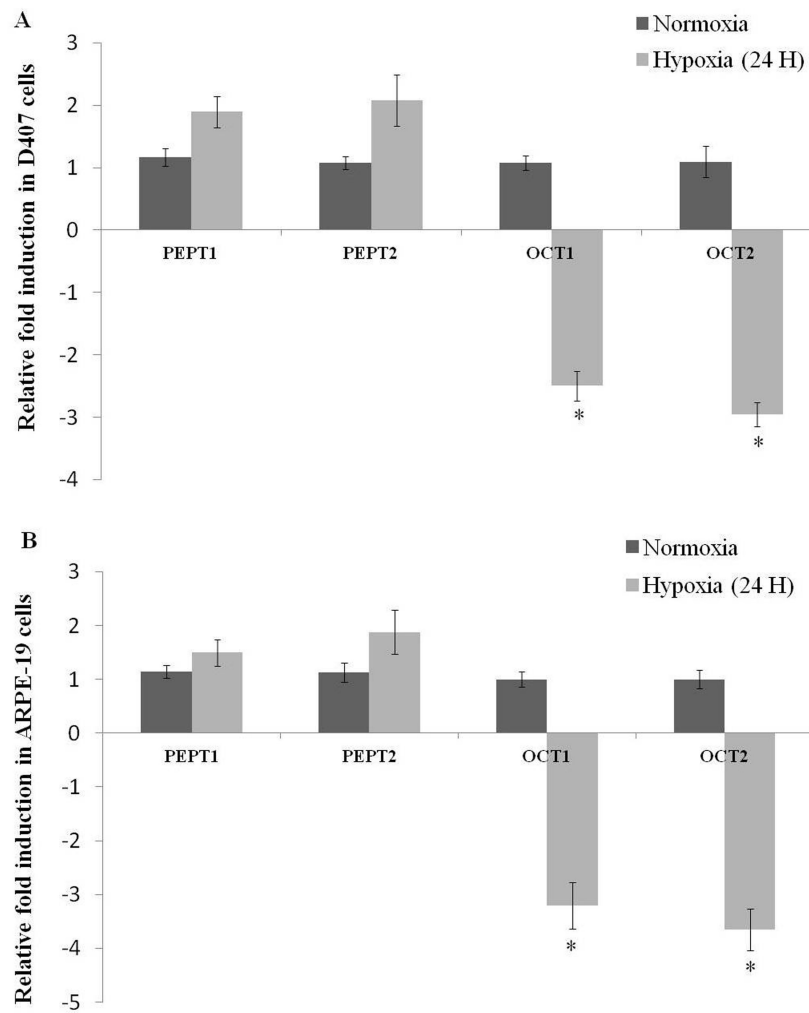 A
Normoxia
Hypoxia (24 H)
Relative fold induction in D407 cells
3
2
1
0
-1
-2
-3
-4
PEPT1 PEPT2 OCT1 OCT2
*
*
B
Normoxia
Hypoxia (24 H)
Relative fold induction in ARPE-19 cells
3
2
1
0
-1
-2
-3
-4
-5
PEPT1 PEPT2 OCT1 OCT2
*
*